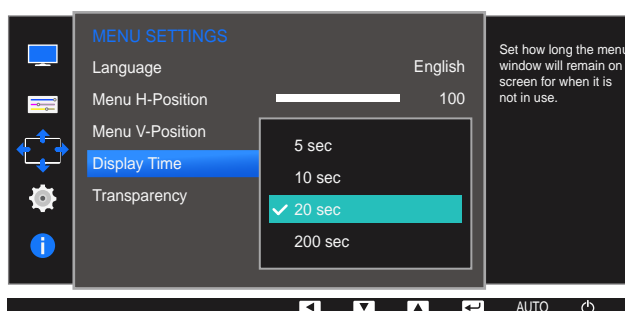 MENU SETTINGS
Language English
Menu H-Position 100
Menu V-Position
Display Time
Transparency
5 sec
10 sec
20 sec
200 sec
Set how long the menu
window will remain on
screen for when it is
not in use.
AUTO